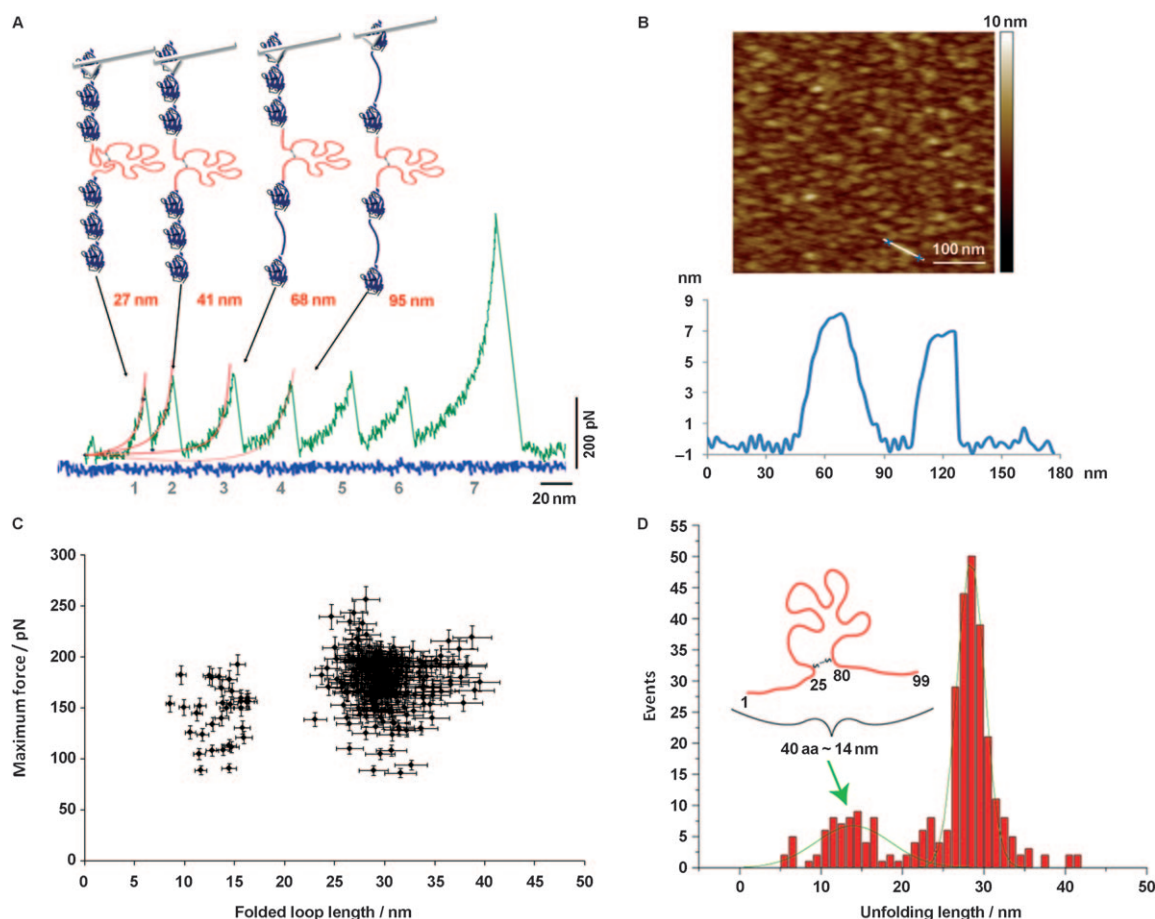 A
27 nm 41 nm 68 nm 95 nm
200 pN
1 2 3 4 5 6 7
20 nm
B
10 nm
100 nm
nm
9
7
5
3
1
–1
0 30 60 90 120 150 180 nm
C
300
250
200
150
100
50
0
Maximum force / pN
0 5 10 15 20 25 30 35 40 45 50
Folded loop length / nm
D
55
50
45
40
35
30
25
20
15
10
5
0
Events
1 25 80 99
40 aa ~ 14 nm
0 10 20 30 40 50
Unfolding length / nm